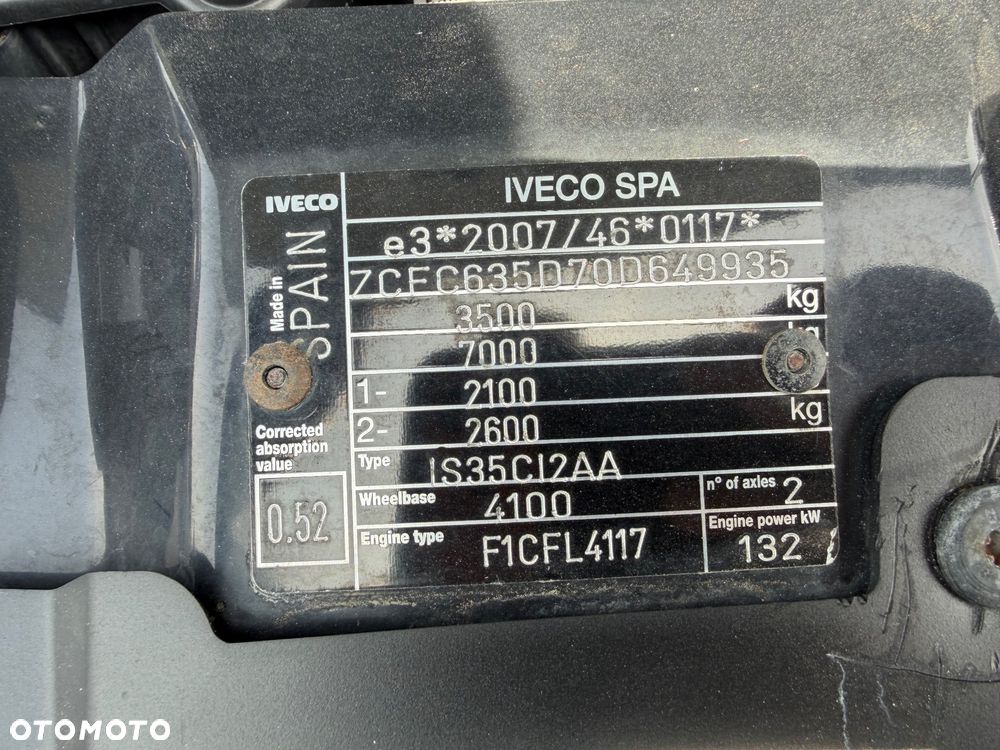 IVECO
IVECO SPA
Made in
SPAIN
e3*2007/46*0117*
ZCFC635D70D649935
3500 kg
7000 kg
1- 2100
2- 2600 kg
Corrected
absorption
value
0.52
Type IS35CI2AA
Wheelbase 4100
n° of axles 2
Engine type F1CFL4117
Engine power kW
132
OTOMOTO